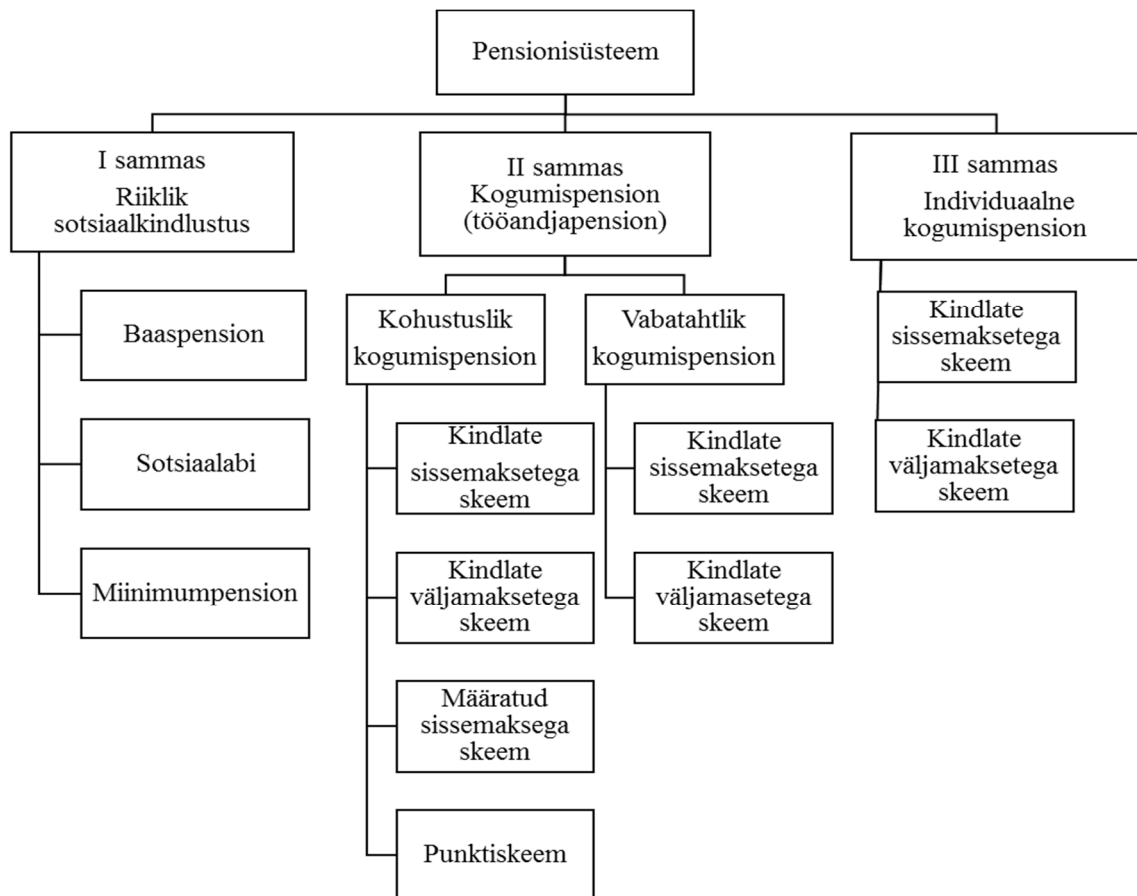 Pensionisüsteem
I sammas
Riiklik
sotsiaalkindlustus
Baaspension
Sotsiaalabi
Miinimumpension
II sammas
Kogumispension
(tööandjapension)
Kohustuslik
kogumispension
Kindlate
sissemaksetega
skeem
Kindlate
väljamaksetega
skeem
Määratud
sissemaksega
skeem
Punktiskeem
Vabatahtlik
kogumispension
Kindlate
sissemaksetega
skeem
Kindlate
väljamasetega
skeem
III sammas
Individuaalne
kogumispension
Kindlate
sissemaksetega
skeem
Kindlate
väljamaksetega
skeem